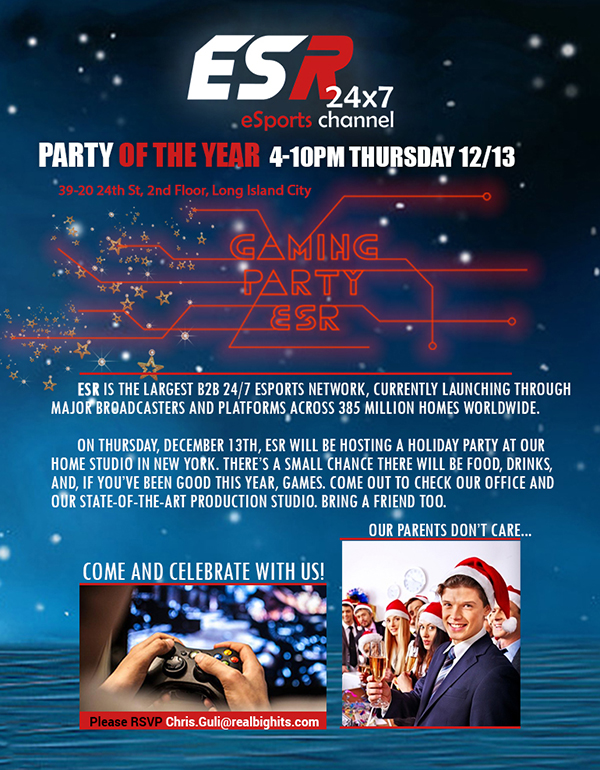 ESR
24x7
eSports channel
PARTY OF THE YEAR 4-10PM THURSDAY 12/13
39-20 24th St, 2nd Floor, Long Island City
GAMING
PARTY
ESR
ESR IS THE LARGEST B2B 24/7 ESPORTS NETWORK, CURRENTLY LAUNCHING THROUGH
MAJOR BROADCASTERS AND PLATFORMS ACROSS 385 MILLION HOMES WORLDWIDE.
ON THURSDAY, DECEMBER 13TH, ESR WILL BE HOSTING A HOLIDAY PARTY AT OUR
HOME STUDIO IN NEW YORK. THERE'S A SMALL CHANCE THERE WILL BE FOOD, DRINKS,
AND, IF YOU'VE BEEN GOOD THIS YEAR, GAMES. COME OUT TO CHECK OUR OFFICE AND
OUR STATE-OF-THE-ART PRODUCTION STUDIO. BRING A FRIEND TOO.
OUR PARENTS DON'T CARE...
COME AND CELEBRATE WITH US!
Please RSVP Chris.Guli@realbighits.com